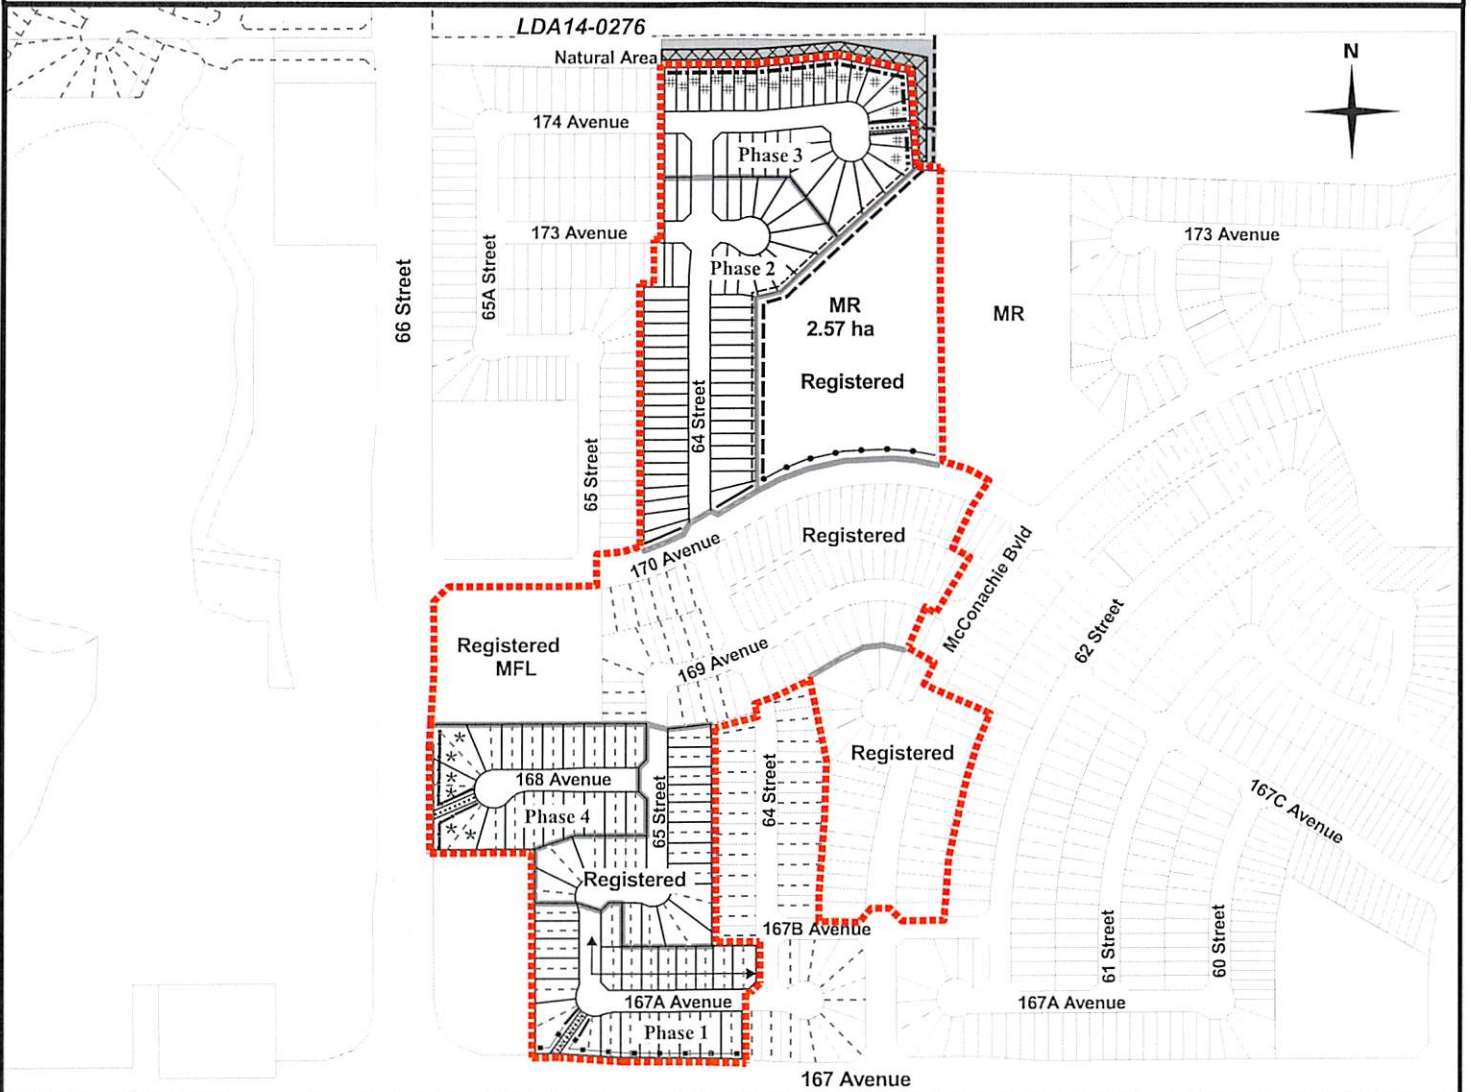 LDA14-0276
Natural Area
N
174 Avenue
Phase 3
173 Avenue
173 Avenue
65A Street
66 Street
Phase 2
MR
2.57 ha
MR
Registered
64 Street
65 Street
Registered
170 Avenue
McConachie Bvld
62 Street
Registered
MFL
169 Avenue
Registered
168 Avenue
64 Street
65 Street
167C Avenue
Phase 4
Registered
167B Avenue
61 Street
60 Street
167A Avenue
167A Avenue
Phase 1
167 Avenue